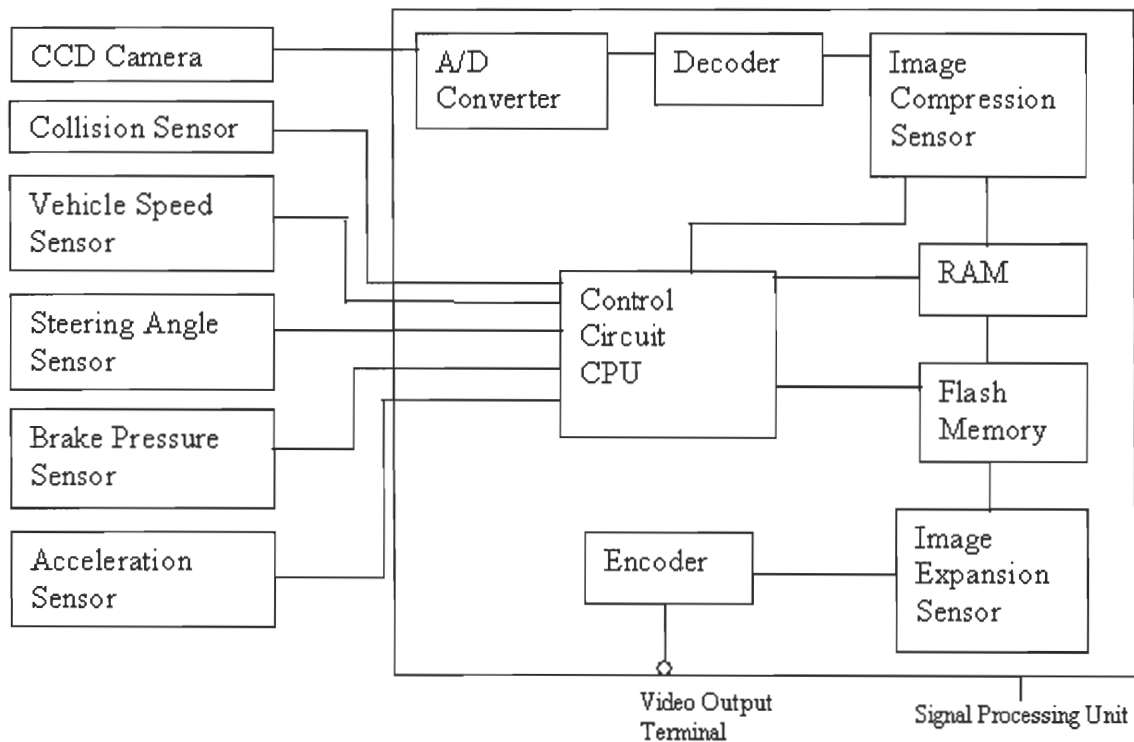 CCD Camera
A/D
Converter
Decoder
Image
Compression
Sensor
Collision Sensor
Vehicle Speed
Sensor
RAM
Control
Circuit
CPU
Steering Angle
Sensor
Flash
Memory
Brake Pressure
Sensor
Image
Expansion
Sensor
Encoder
Acceleration
Sensor
Video Output
Terminal
Signal Processing Unit